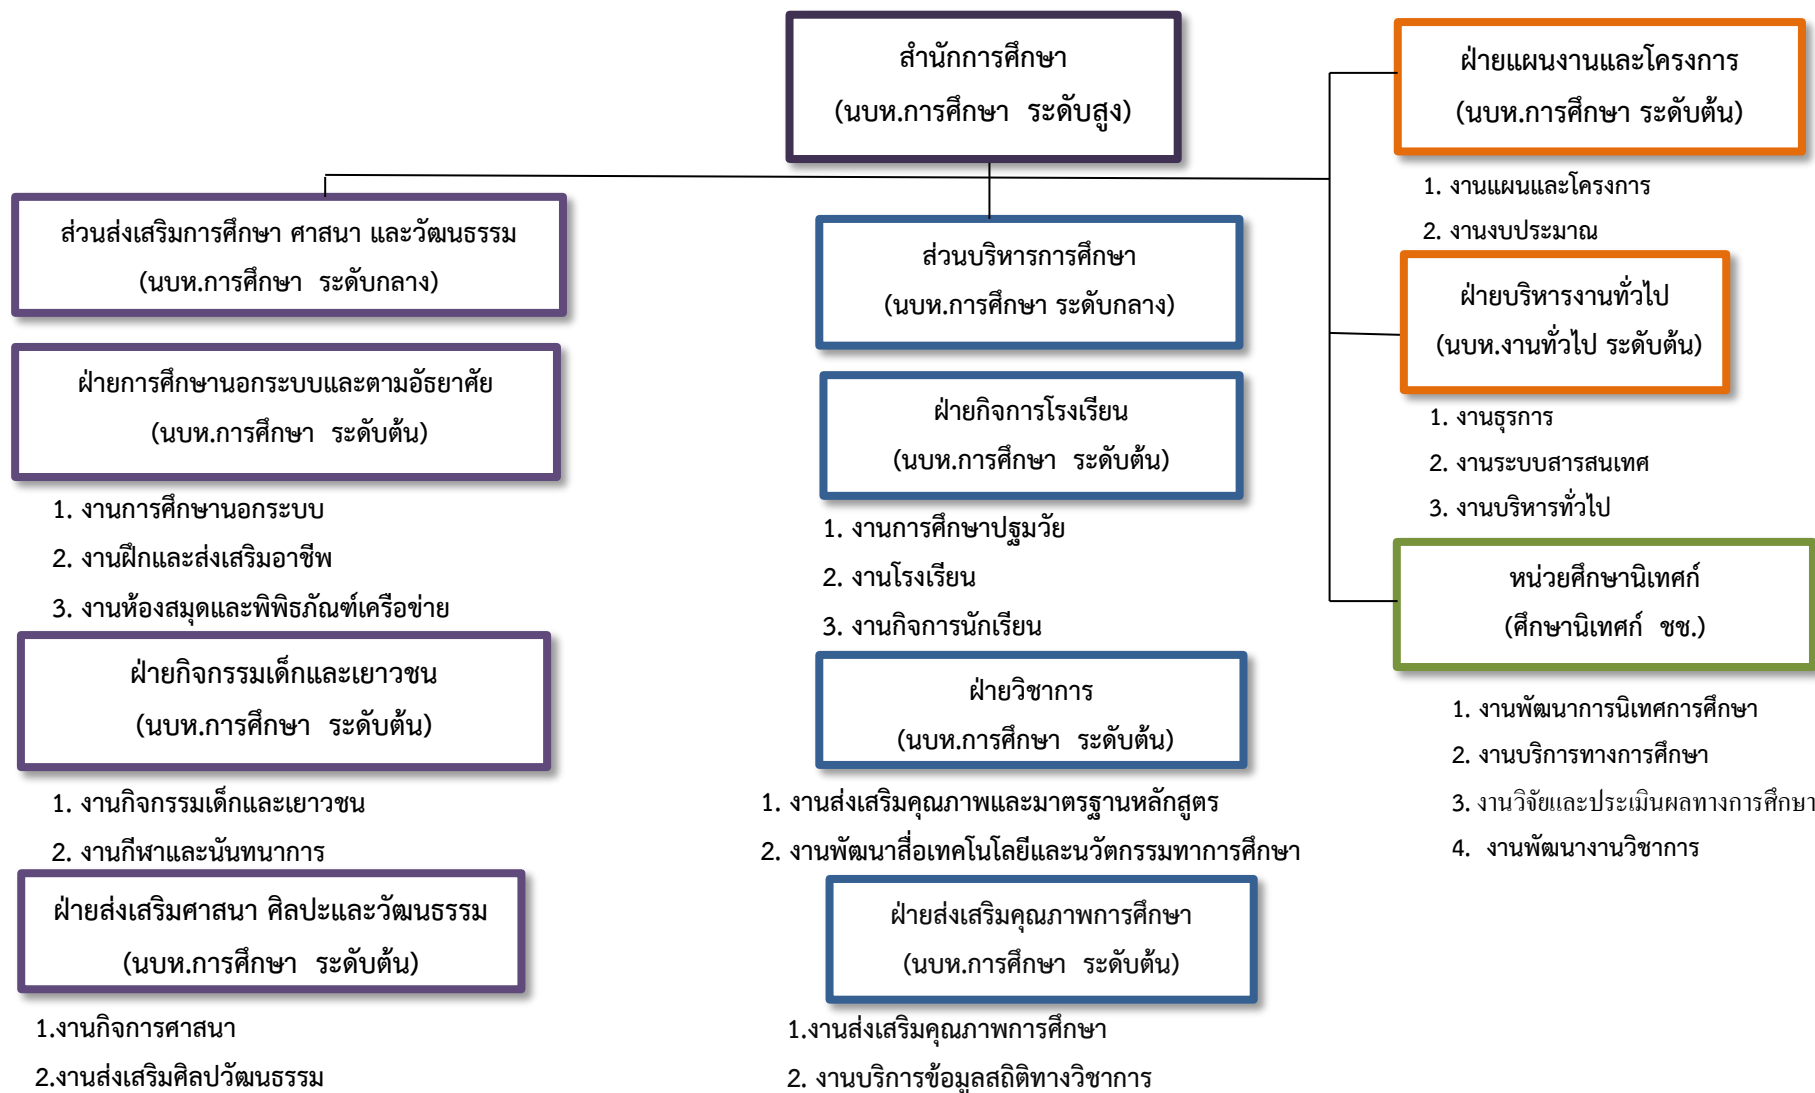 สำนักการศึกษา
(นบห.การศึกษา  ระดับสูง)
ส่วนส่งเสริมการศึกษา ศาสนา และวัฒนธรรม
(นบห.การศึกษา  ระดับกลาง)
ฝ่ายการศึกษานอกระบบและตามอัธยาศัย
(นบห.การศึกษา  ระดับต้น)
1. งานการศึกษานอกระบบ
2. งานฝึกและส่งเสริมอาชีพ
3. งานห้องสมุดและพิพิธภัณฑ์เครือข่าย
ฝ่ายกิจกรรมเด็กและเยาวชน
(นบห.การศึกษา  ระดับต้น)
1. งานกิจกรรมเด็กและเยาวชน
2. งานกีฬาและนันทนาการ
ฝ่ายส่งเสริมศาสนา ศิลปะและวัฒนธรรม
(นบห.การศึกษา  ระดับต้น)
1.งานกิจการศาสนา
2.งานส่งเสริมศิลปวัฒนธรรม
ส่วนบริหารการศึกษา
(นบห.การศึกษา ระดับกลาง)
ฝ่ายกิจการโรงเรียน
(นบห.การศึกษา  ระดับต้น)
1. งานการศึกษาปฐมวัย
2. งานโรงเรียน
3. งานกิจการนักเรียน
ฝ่ายวิชาการ
(นบห.การศึกษา  ระดับต้น)
1. งานส่งเสริมคุณภาพและมาตรฐานหลักสูตร
2. งานพัฒนาสื่อเทคโนโลยีและนวัตกรรมทาการศึกษา
ฝ่ายส่งเสริมคุณภาพการศึกษา
(นบห.การศึกษา  ระดับต้น)
1.งานส่งเสริมคุณภาพการศึกษา
2. งานบริการข้อมูลสถิติทางวิชาการ
ฝ่ายแผนงานและโครงการ
(นบห.การศึกษา ระดับต้น)
1. งานแผนและโครงการ
2. งานงบประมาณ
ฝ่ายบริหารงานทั่วไป
(นบห.งานทั่วไป ระดับต้น)
1. งานธุรการ
2. งานระบบสารสนเทศ
3. งานบริหารทั่วไป
หน่วยศึกษานิเทศก์
(ศึกษานิเทศก์  ชช.)
1. งานพัฒนาการนิเทศการศึกษา
2. งานบริการทางการศึกษา
3. งานวิจัยและประเมินผลทางการศึกษา
4.  งานพัฒนางานวิชาการ